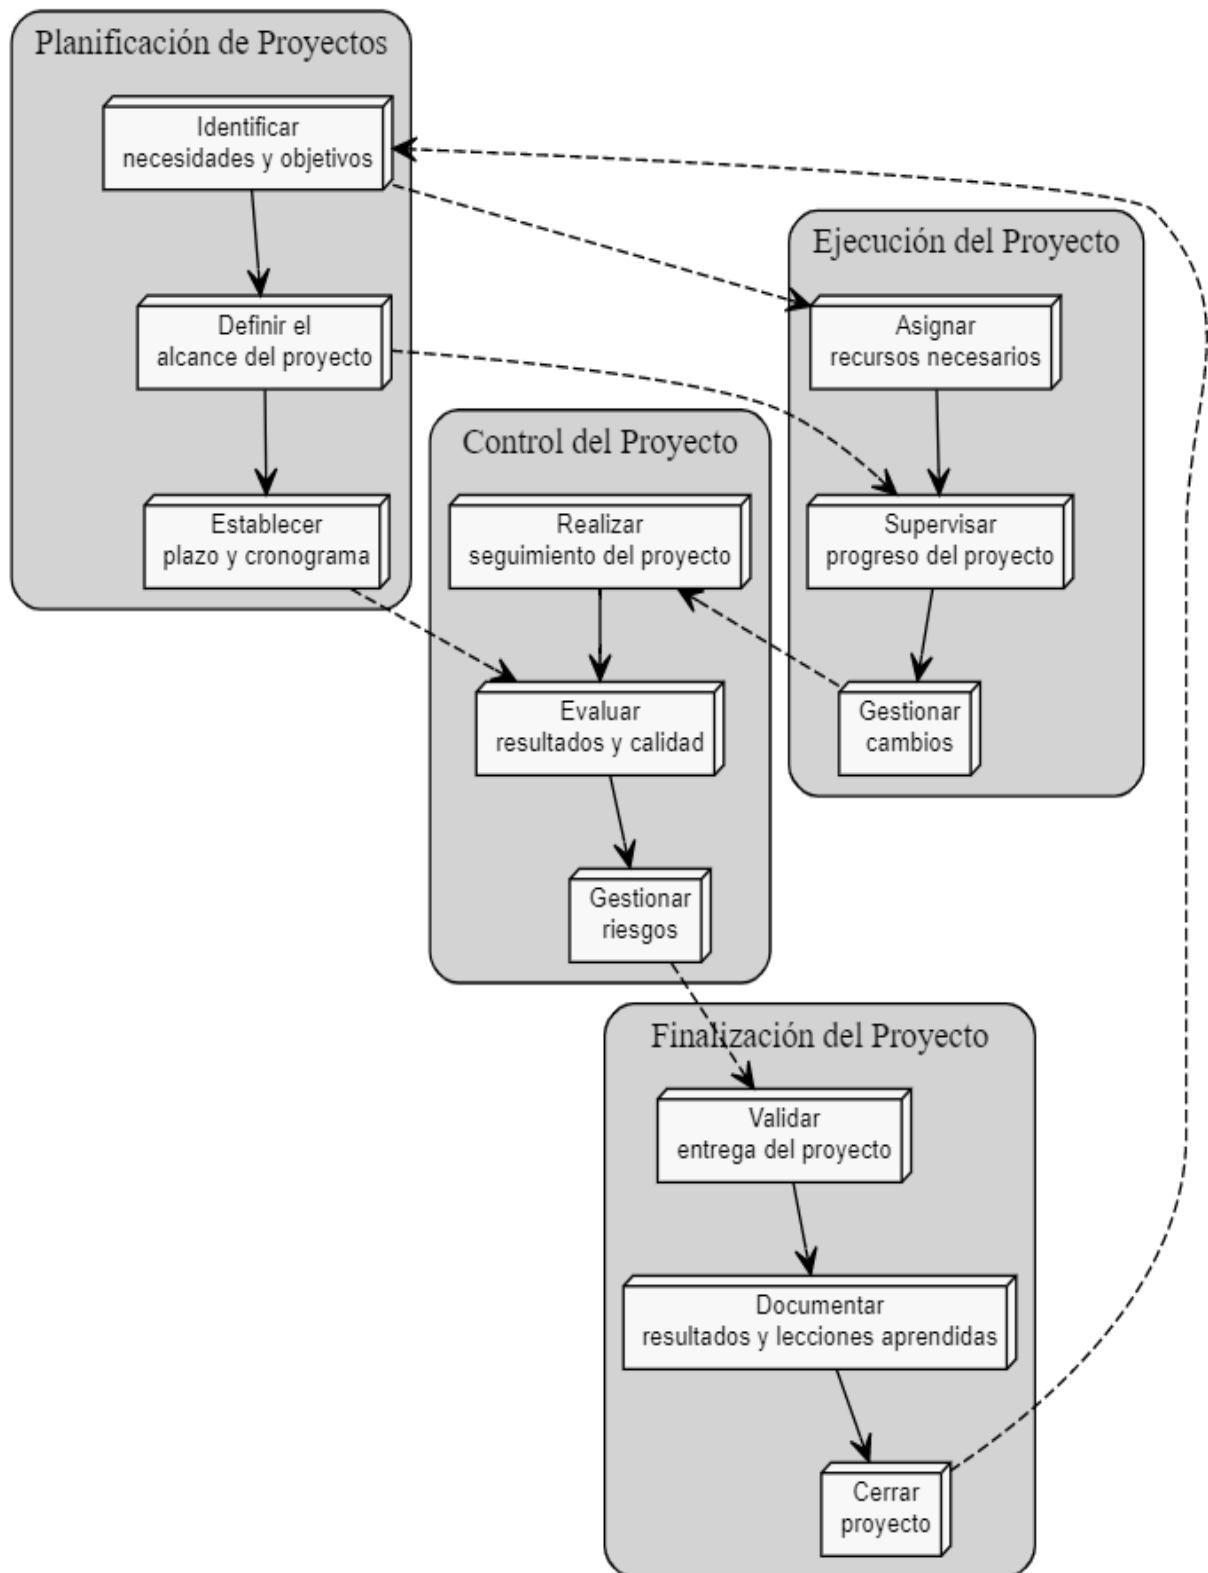 Planificación de Proyectos
Identificar
necesidades y objetivos
Definir el
alcance del proyecto
Establecer
plazo y cronograma
Ejecución del Proyecto
Asignar
recursos necesarios
Supervisar
progreso del proyecto
Gestionar
cambios
Control del Proyecto
Realizar
seguimiento del proyecto
Evaluar
resultados y calidad
Gestionar
riesgos
Finalización del Proyecto
Validar
entrega del proyecto
Documentar
resultados y lecciones aprendidas
Cerrar
proyecto